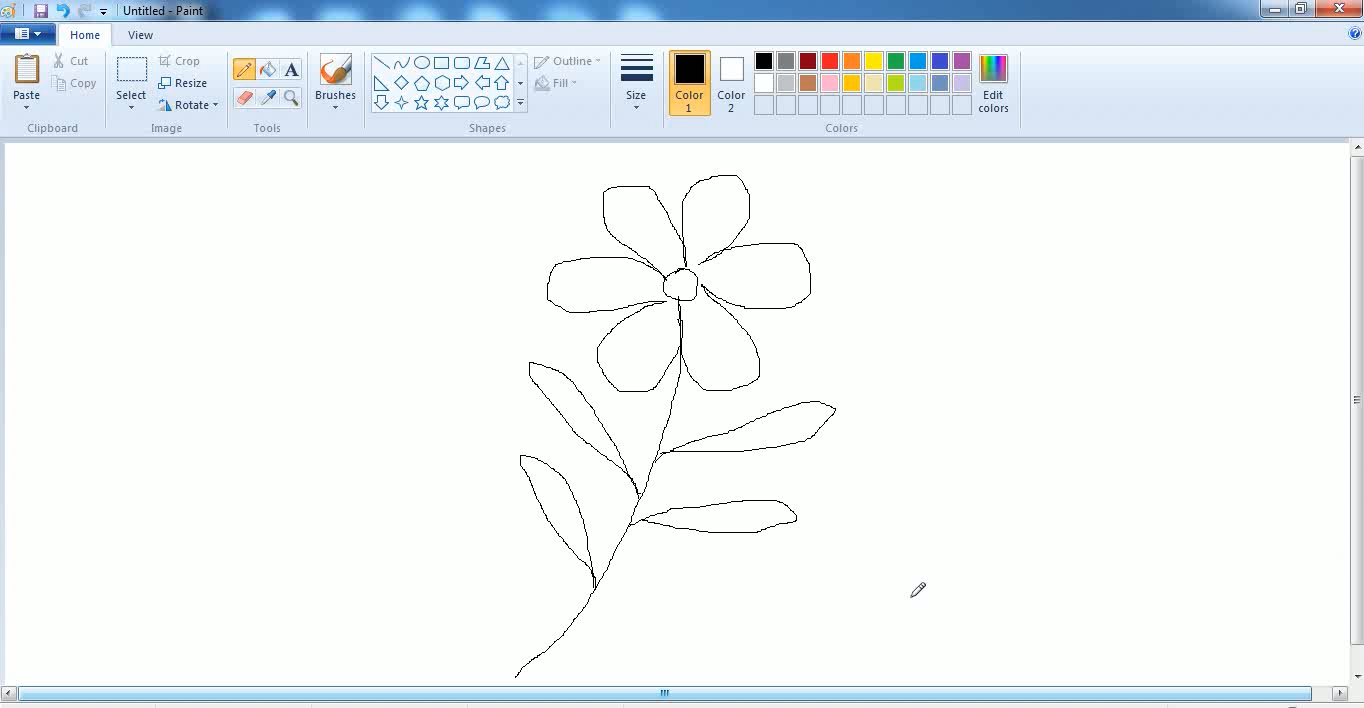 Untitled - Paint
Home View
Paste
Cut
Copy
Clipboard
Select
Crop
Resize
Rotate
Image
A
Tools
Brushes
Outline
Fill
Shapes
Size
Color 1
Color 2
Edit colors
Colors